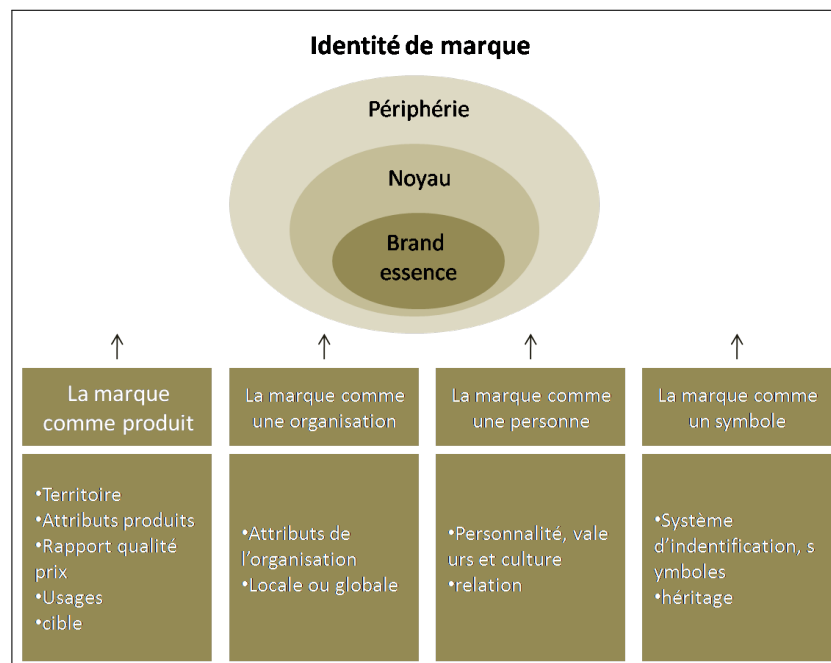 Identité de marque
Périphérie
Noyau
Brand
essence
La marque
comme produit
La marque comme
une organisation
La marque comme
une personne
La marque comme
un symbole
•Territoire
•Attributs produits
•Rapport qualité
prix
•Usages
•cible
•Attributs de
l'organisation
•Locale ou globale
•Personnalité, vale
urs et culture
•relation
•Système
d'indentification, s
ymboles
•héritage